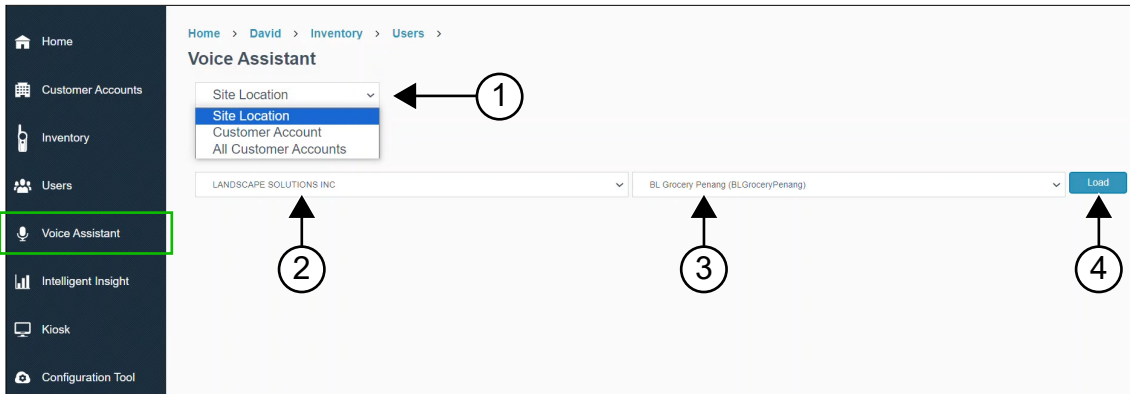 Home
Customer Accounts
Inventory
Users
Voice Assistant
Intelligent Insight
Kiosk
Configuration Tool
Home > David > Inventory > Users >
Voice Assistant
Site Location
1
Site Location
Customer Account
All Customer Accounts
LANDSCAPE SOLUTIONS INC
BL Grocery Penang (BLGroceryPenang)
Load
2
3
4